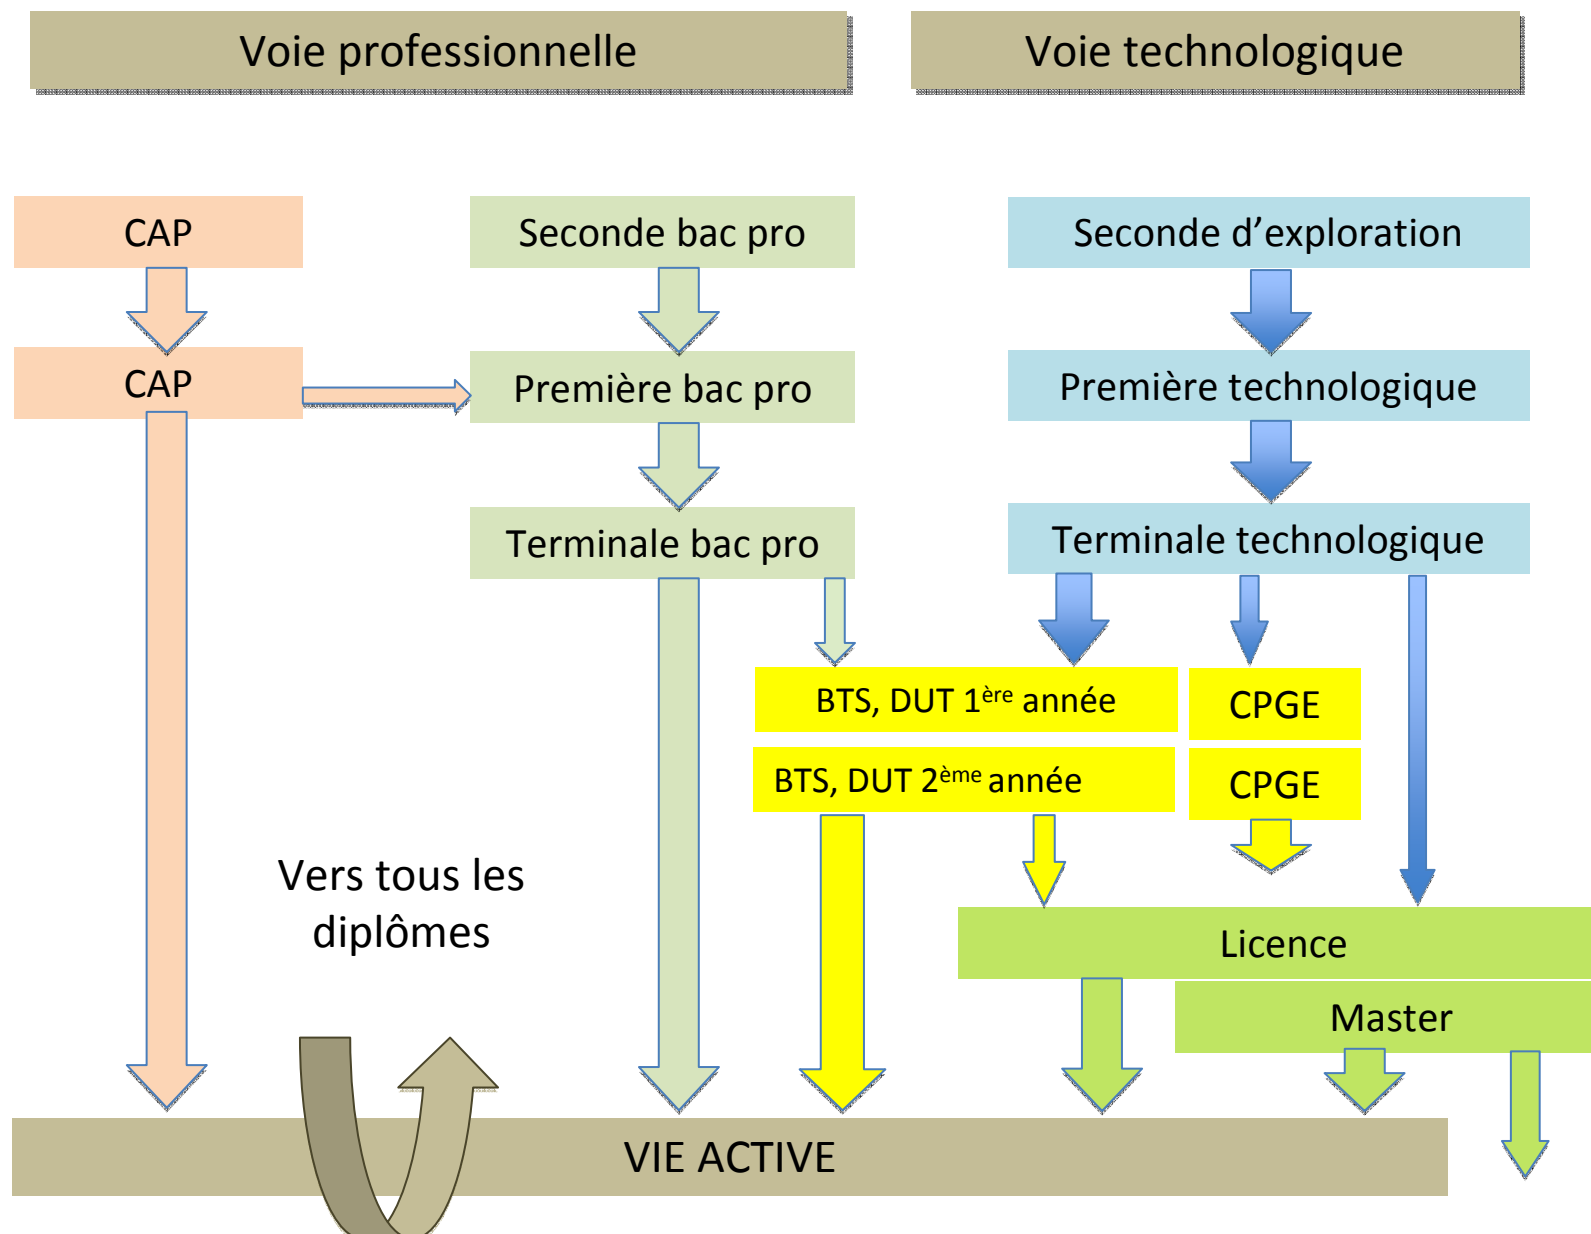 Voie professionnelle
Voie technologique
CAP
Seconde bac pro
Seconde d’exploration
CAP
Première bac pro
Première technologique
Terminale bac pro
Terminale technologique
BTS, DUT 1ère année
CPGE
BTS, DUT 2ème année
CPGE
Vers tous les
diplômes
Licence
Master
VIE ACTIVE